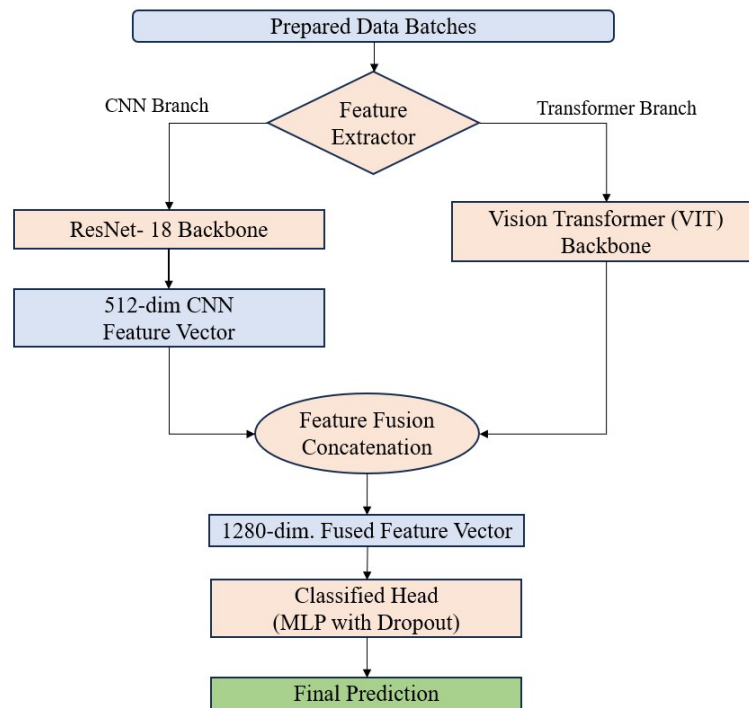 Prepared Data Batches
CNN Branch
Feature
Extractor
Transformer Branch
ResNet- 18 Backbone
Vision Transformer (VIT)
Backbone
512-dim CNN
Feature Vector
Feature Fusion
Concatenation
1280-dim. Fused Feature Vector
Classified Head
(MLP with Dropout)
Final Prediction